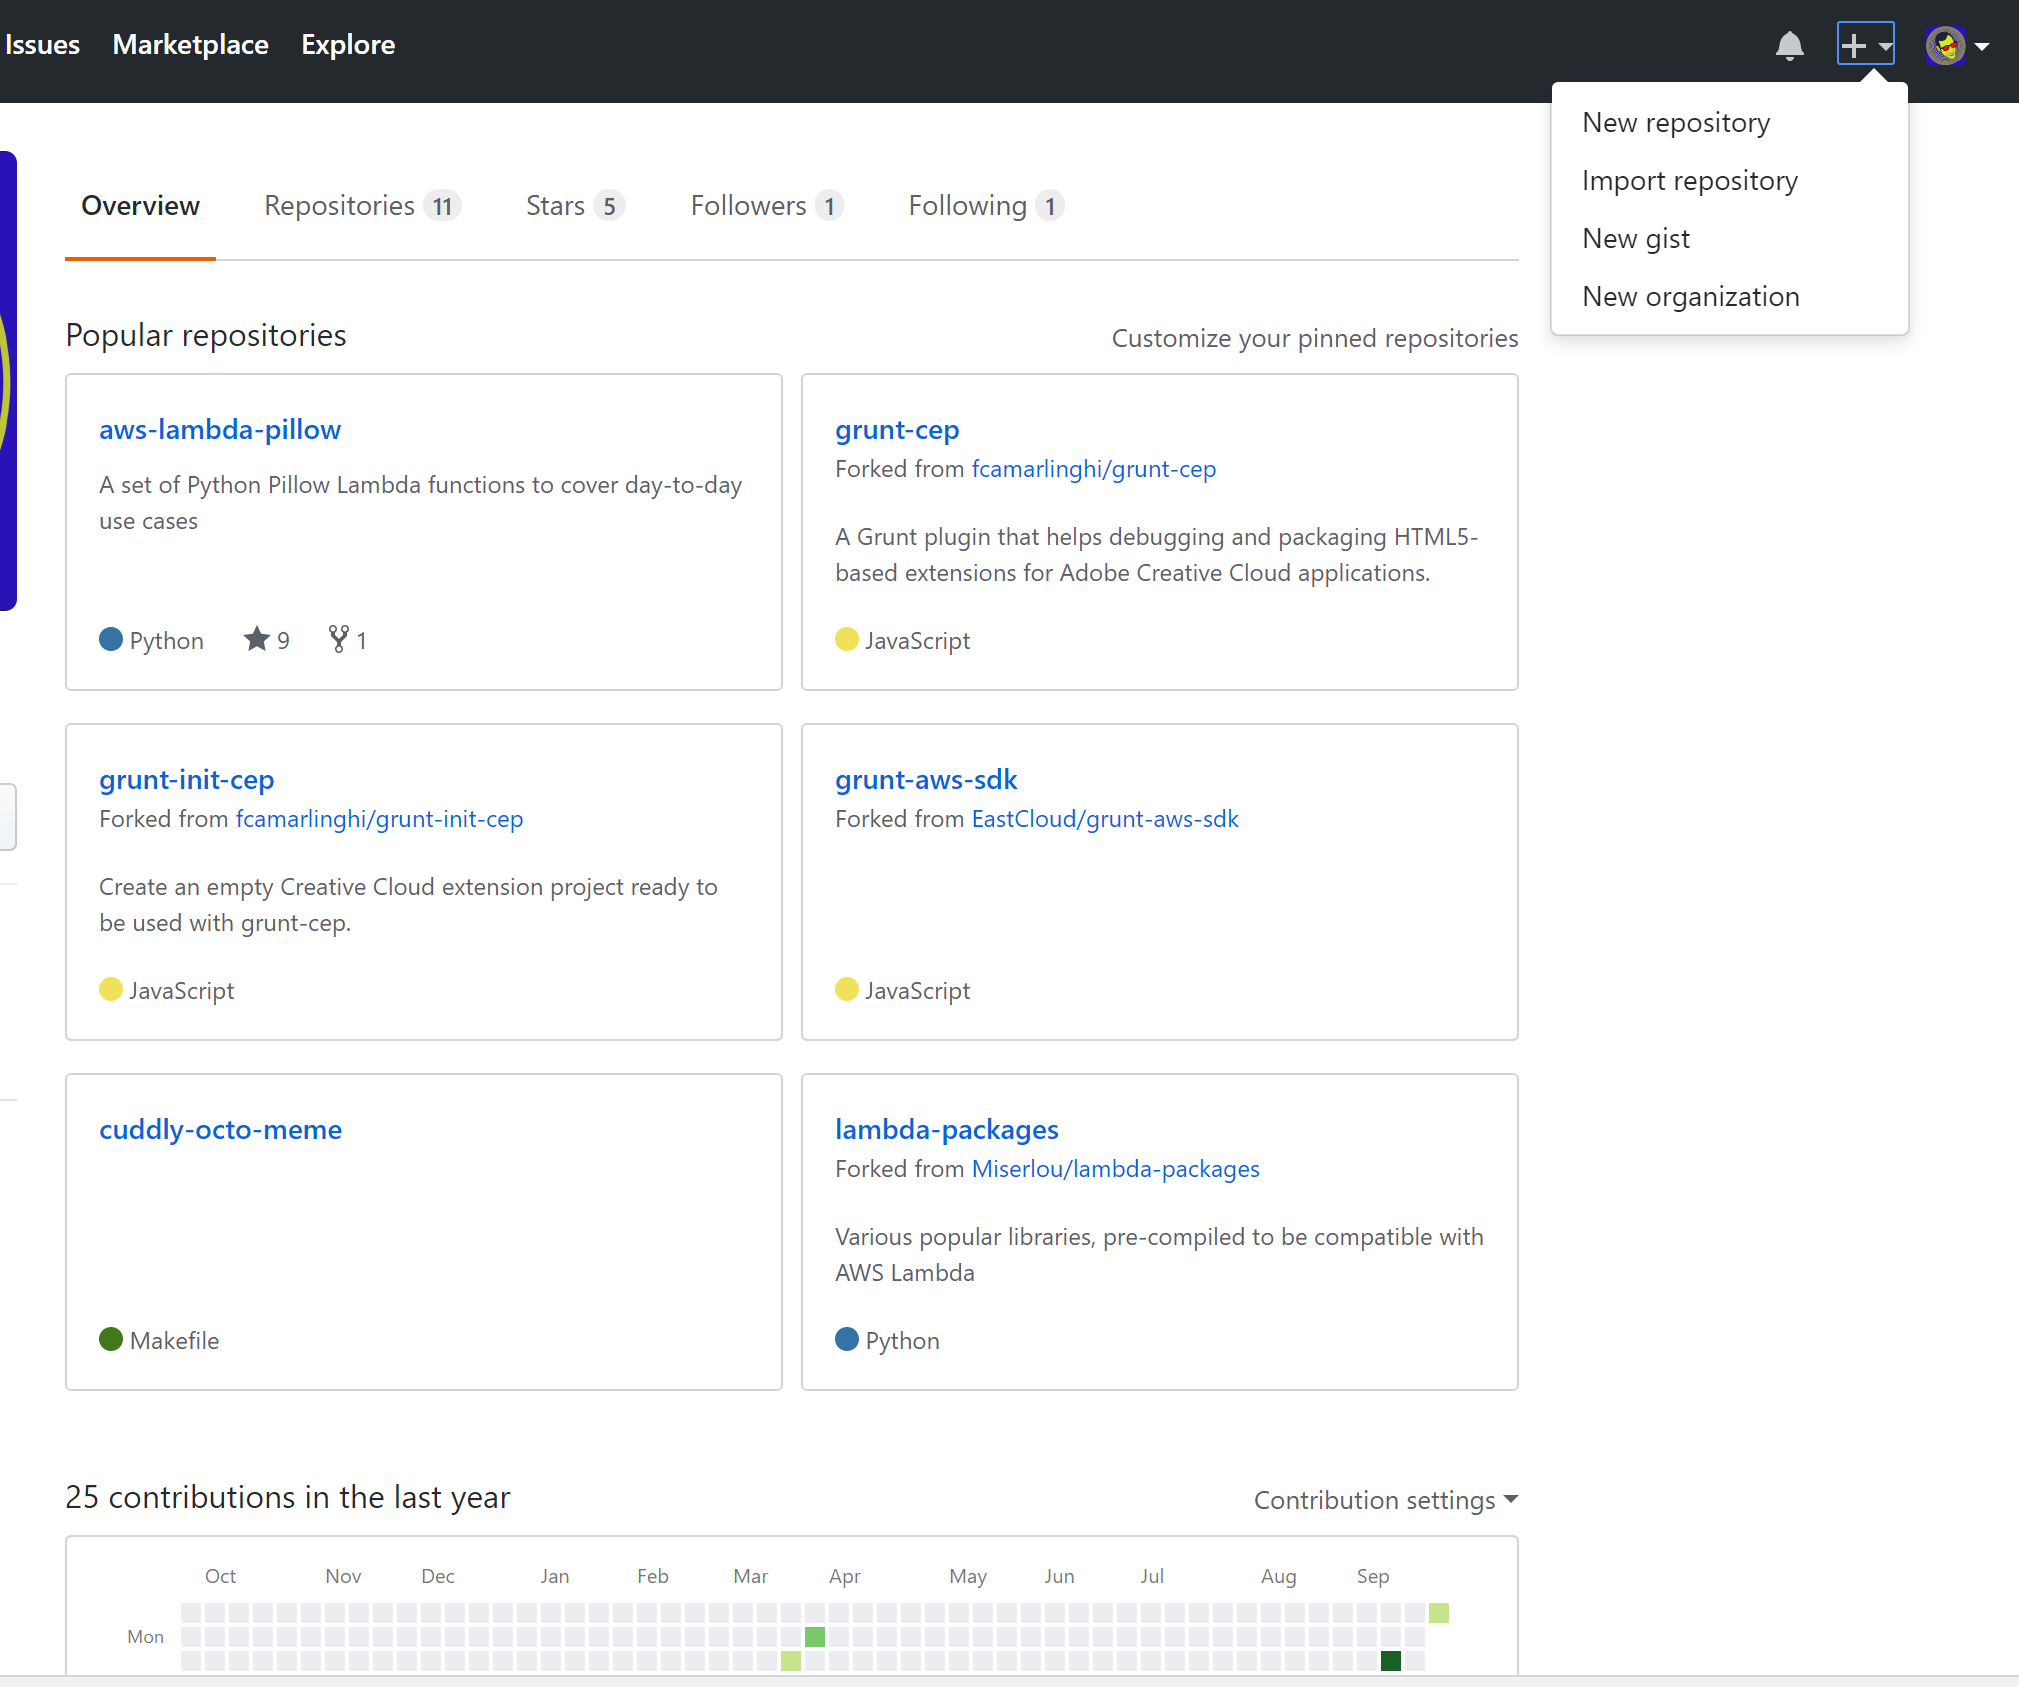 Issues Marketplace Explore
New repository
Import repository
New gist
New organization
Overview Repositories 11 Stars 5 Followers 1 Following 1
Popular repositories
Customize your pinned repositories
aws-lambda-pillow
A set of Python Pillow Lambda functions to cover day-to-day
use cases
Python 9 1
grunt-cep
Forked from fcamarlinghi/grunt-cep
A Grunt plugin that helps debugging and packaging HTML5-
based extensions for Adobe Creative Cloud applications.
JavaScript
grunt-init-cep
Forked from fcamarlinghi/grunt-init-cep
Create an empty Creative Cloud extension project ready to
be used with grunt-cep.
JavaScript
grunt-aws-sdk
Forked from EastCloud/grunt-aws-sdk
JavaScript
cuddly-octo-meme
Makefile
lambda-packages
Forked from Miserlou/lambda-packages
Various popular libraries, pre-compiled to be compatible with
AWS Lambda
Python
25 contributions in the last year
Contribution settings
Oct Nov Dec Jan Feb Mar Apr May Jun Jul Aug Sep
Mon